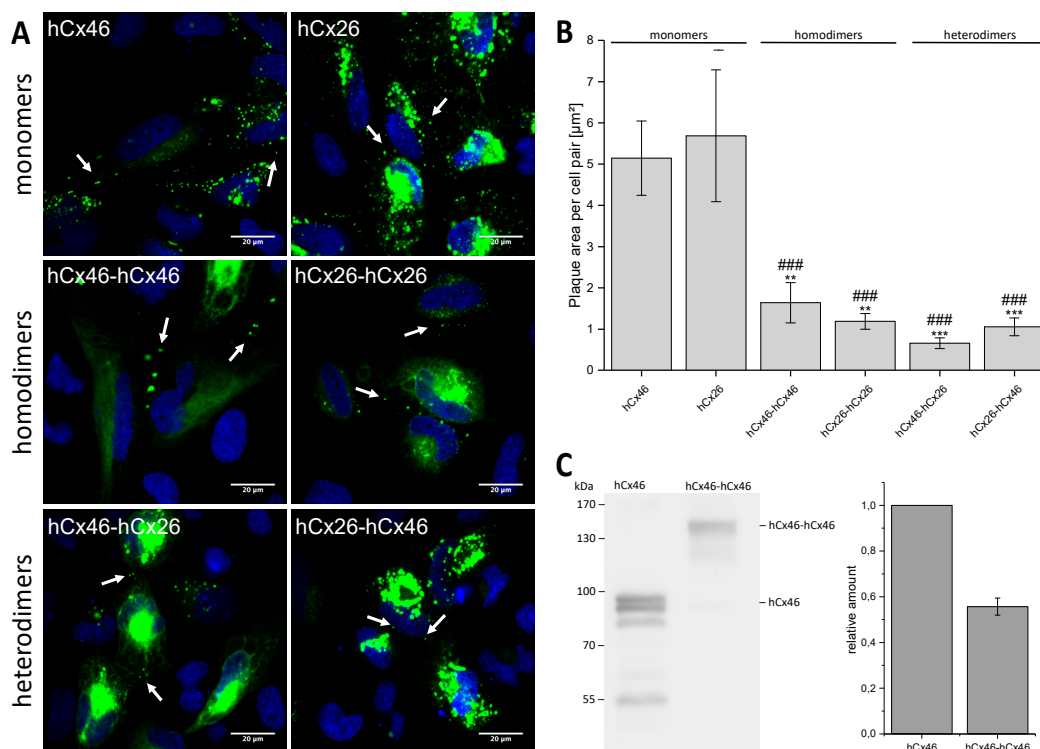 A
monomers
hCx46
20 µm
hCx26
20 µm
homodimers
hCx46-hCx46
20 µm
hCx26-hCx26
20 µm
heterodimers
hCx46-hCx26
20 µm
hCx26-hCx46
20 µm
B
monomers homodimers heterodimers
Plaque area per cell pair [µm²]
8
7
6
5
4
3
2
1
0
###
**
###
**
###
***
###
***
hCx46
hCx26
hCx46-hCx46
hCx26-hCx26
hCx46-hCx26
hCx26-hCx46
C
kDa hCx46 hCx46-hCx46
170
130
100
70
55
hCx46-hCx46
hCx46
relative amount
1,0
0,8
0,6
0,4
0,2
0,0
hCx46 hCx46-hCx46